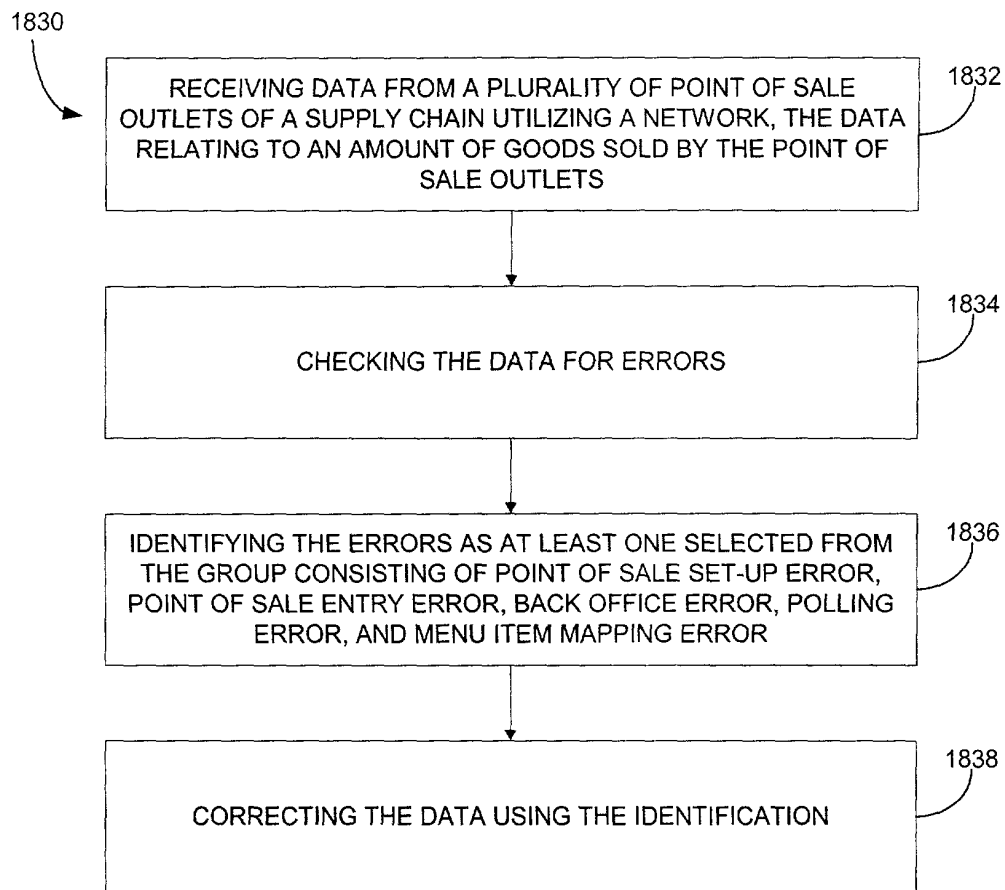 1830
RECEIVING DATA FROM A PLURALITY OF POINT OF SALE
OUTLETS OF A SUPPLY CHAIN UTILIZING A NETWORK, THE DATA
RELATING TO AN AMOUNT OF GOODS SOLD BY THE POINT OF
SALE OUTLETS
1832
CHECKING THE DATA FOR ERRORS
1834
IDENTIFYING THE ERRORS AS AT LEAST ONE SELECTED FROM
THE GROUP CONSISTING OF POINT OF SALE SET-UP ERROR,
POINT OF SALE ENTRY ERROR, BACK OFFICE ERROR, POLLING
ERROR, AND MENU ITEM MAPPING ERROR
1836
CORRECTING THE DATA USING THE IDENTIFICATION
1838